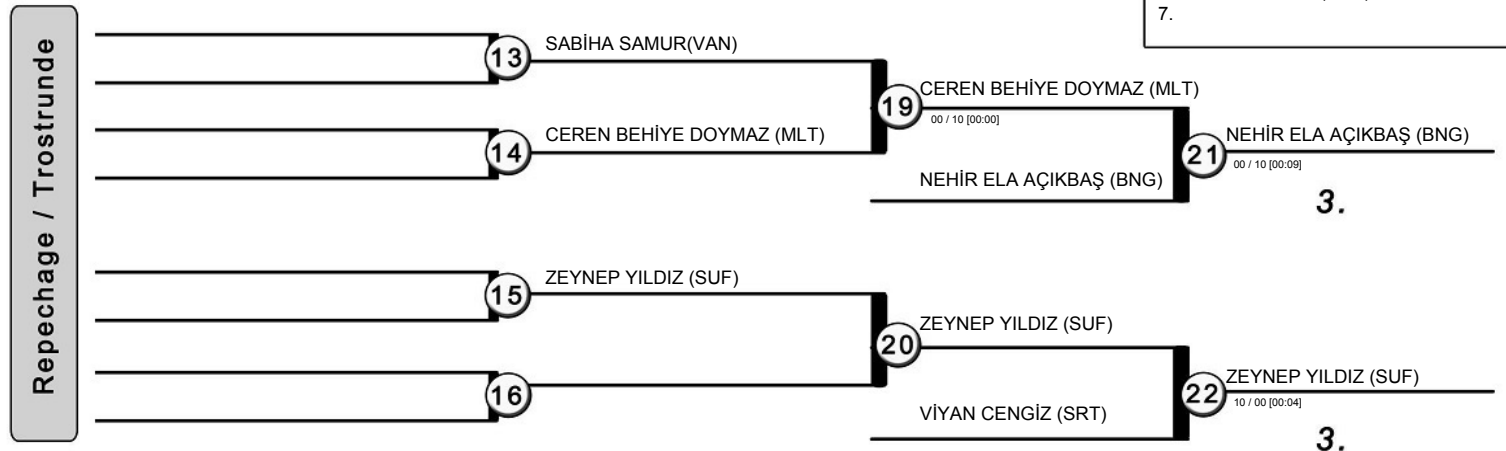 7.
Repechage / Trostrunde
13
SABİHA SAMUR(VAN)
14
CEREN BEHİYE DOYMAZ (MLT)
19
CEREN BEHİYE DOYMAZ (MLT)
00 / 10 [00:00]
NEHİR ELA AÇIKBAŞ (BNG)
21
NEHİR ELA AÇIKBAŞ (BNG)
00 / 10 [00:09]
3.
15
ZEYNEP YILDIZ (SUF)
16
20
ZEYNEP YILDIZ (SUF)
VİYAN CENGİZ (SRT)
22
ZEYNEP YILDIZ (SUF)
10 / 00 [00:04]
3.